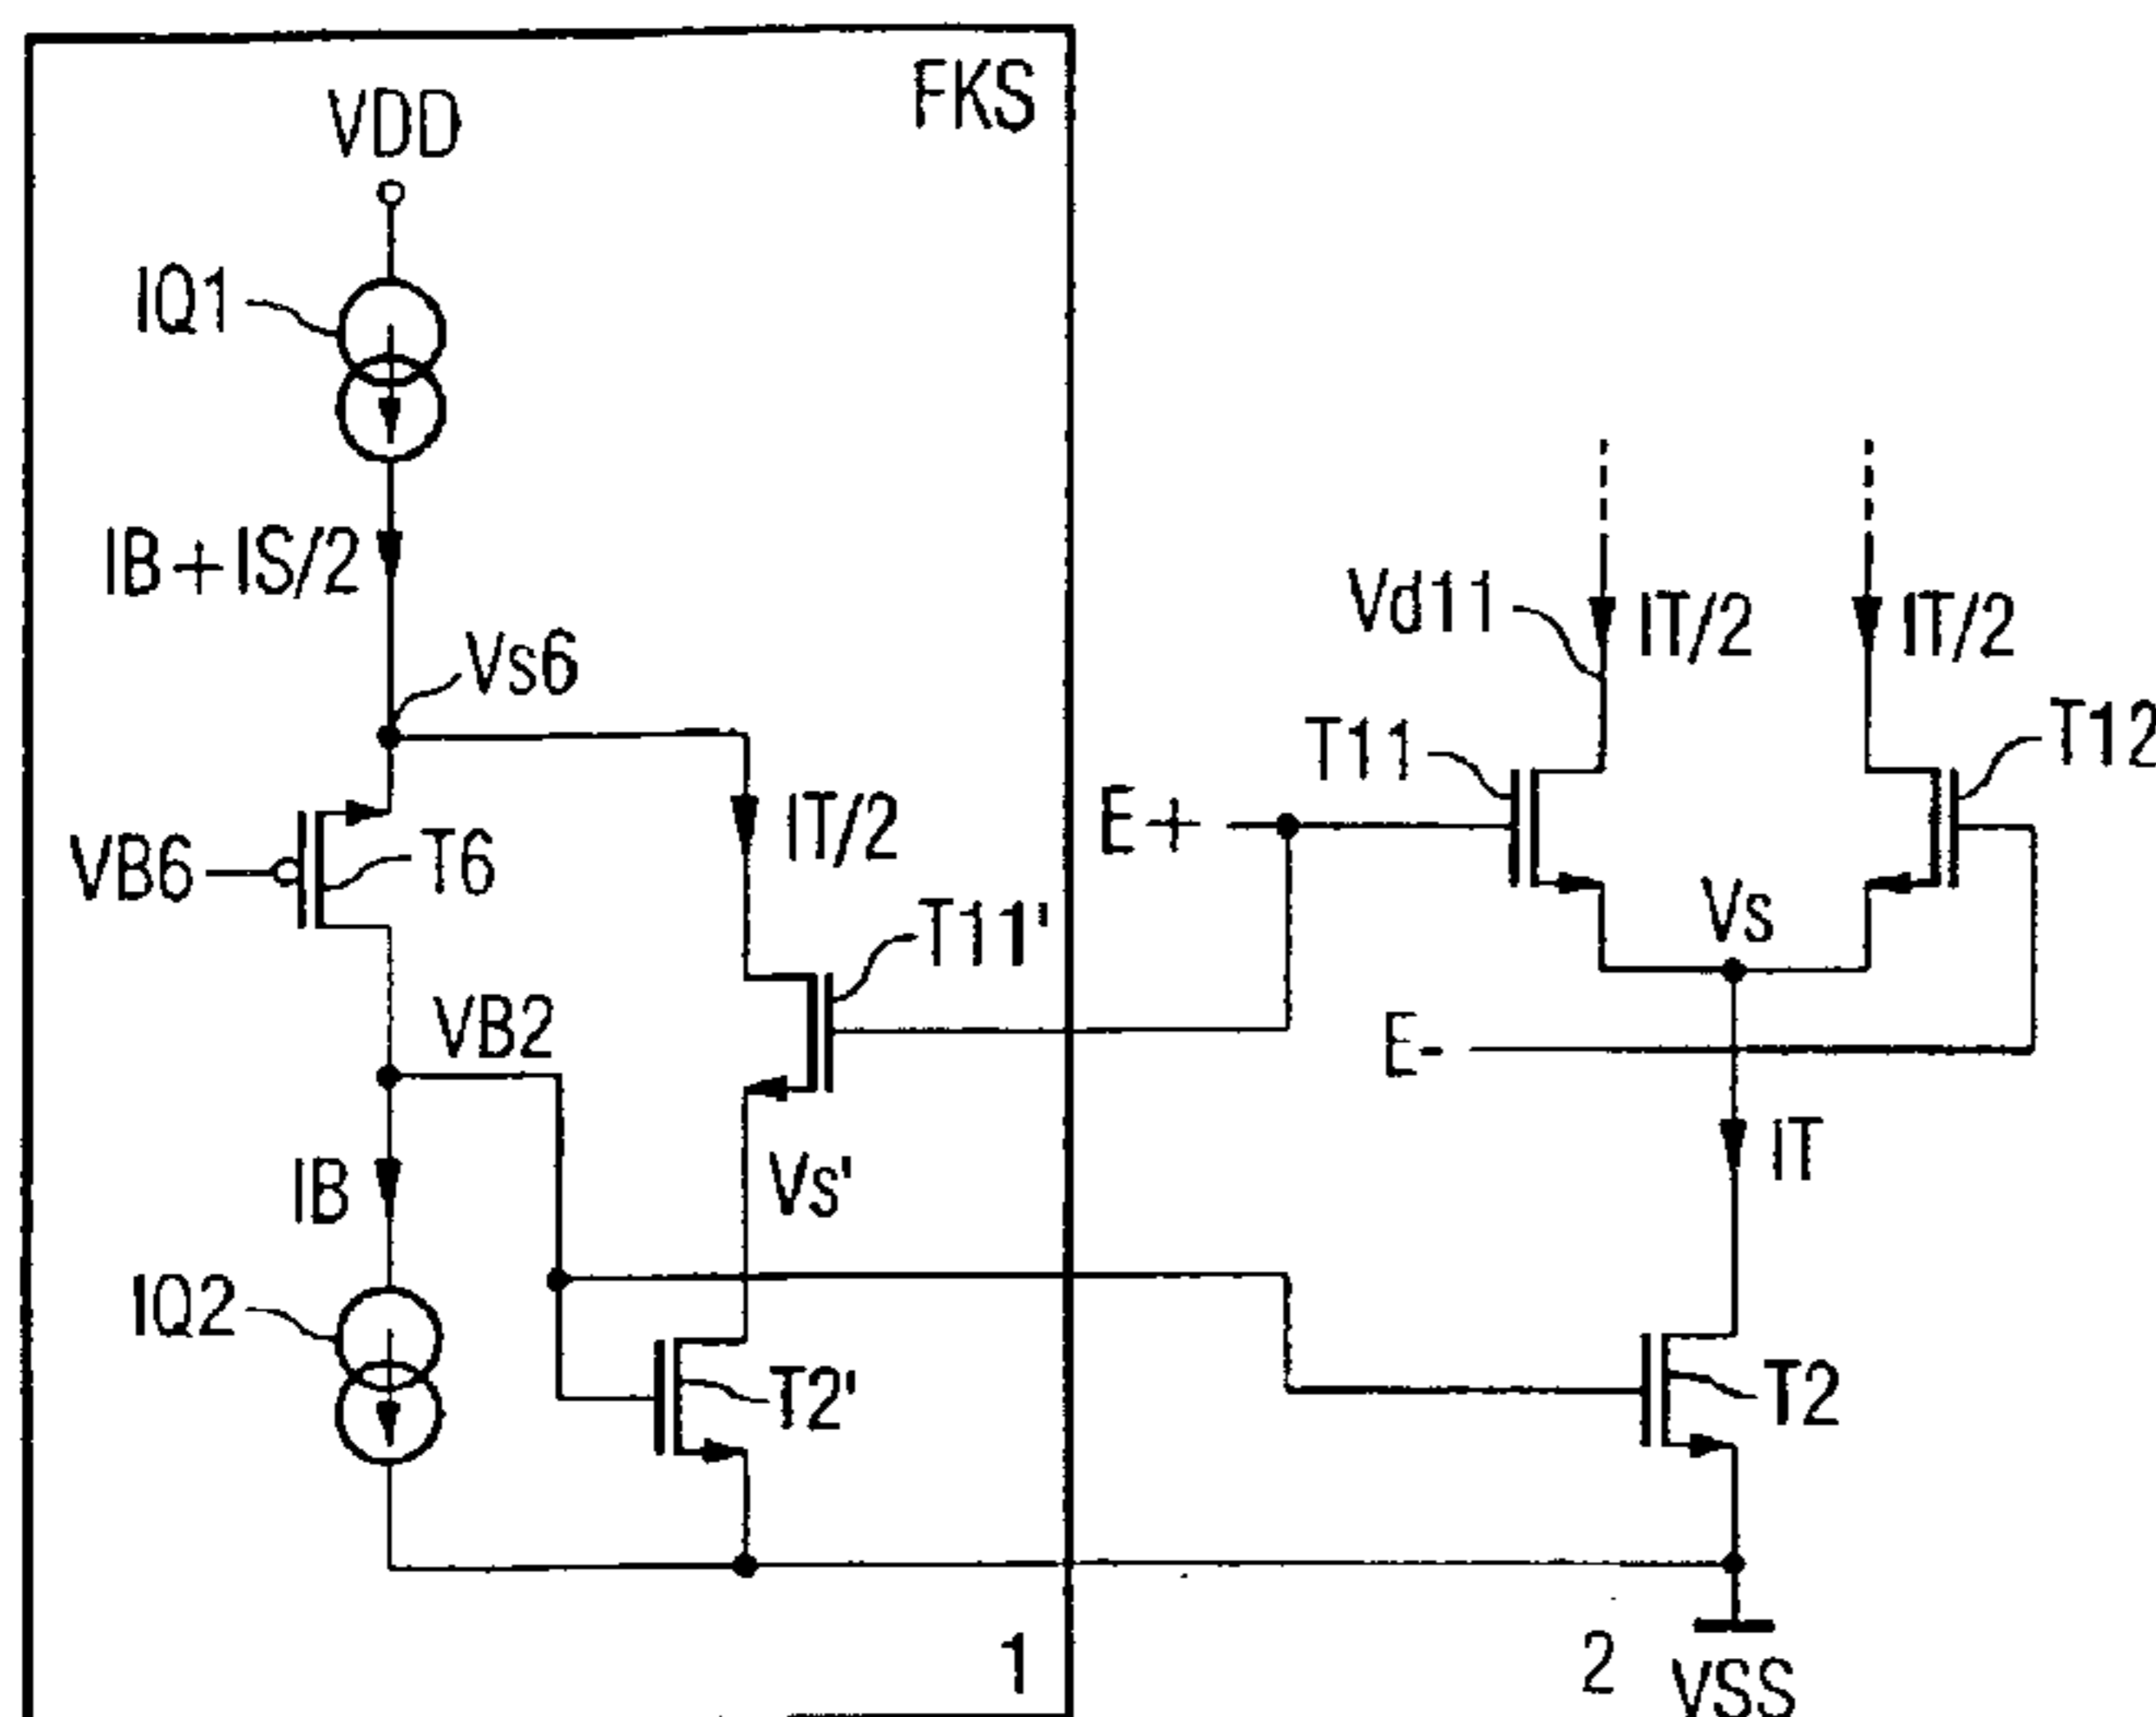 FKS
VDD
IQ1
IB+IS/2
Vs6
Vd11
IT/2
IT/2
T11
T12
VB6
T6
IT/2
E+
T11'
Vs
VB2
E-
IB
Vs'
IT
IQ2
T2'
T2
1
2
VSS